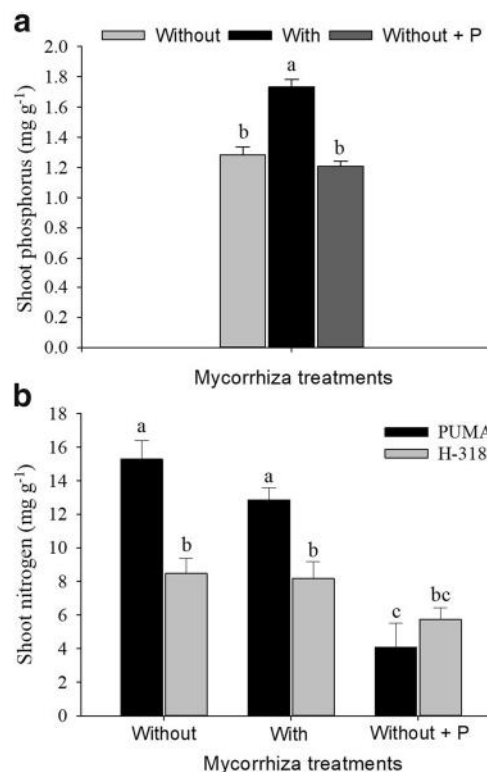 a
Without With Without + P
Shoot phosphorus (mg g⁻¹)
2.0
1.8
1.6
1.4
1.2
1.0
0.8
0.6
0.4
0.2
0.0
b
a
b
Mycorrhiza treatments
b
PUMA
H-318
Shoot nitrogen (mg g⁻¹)
18
16
14
12
10
8
6
4
2
0
a
b
a
b
c
bc
Without With Without + P
Mycorrhiza treatments